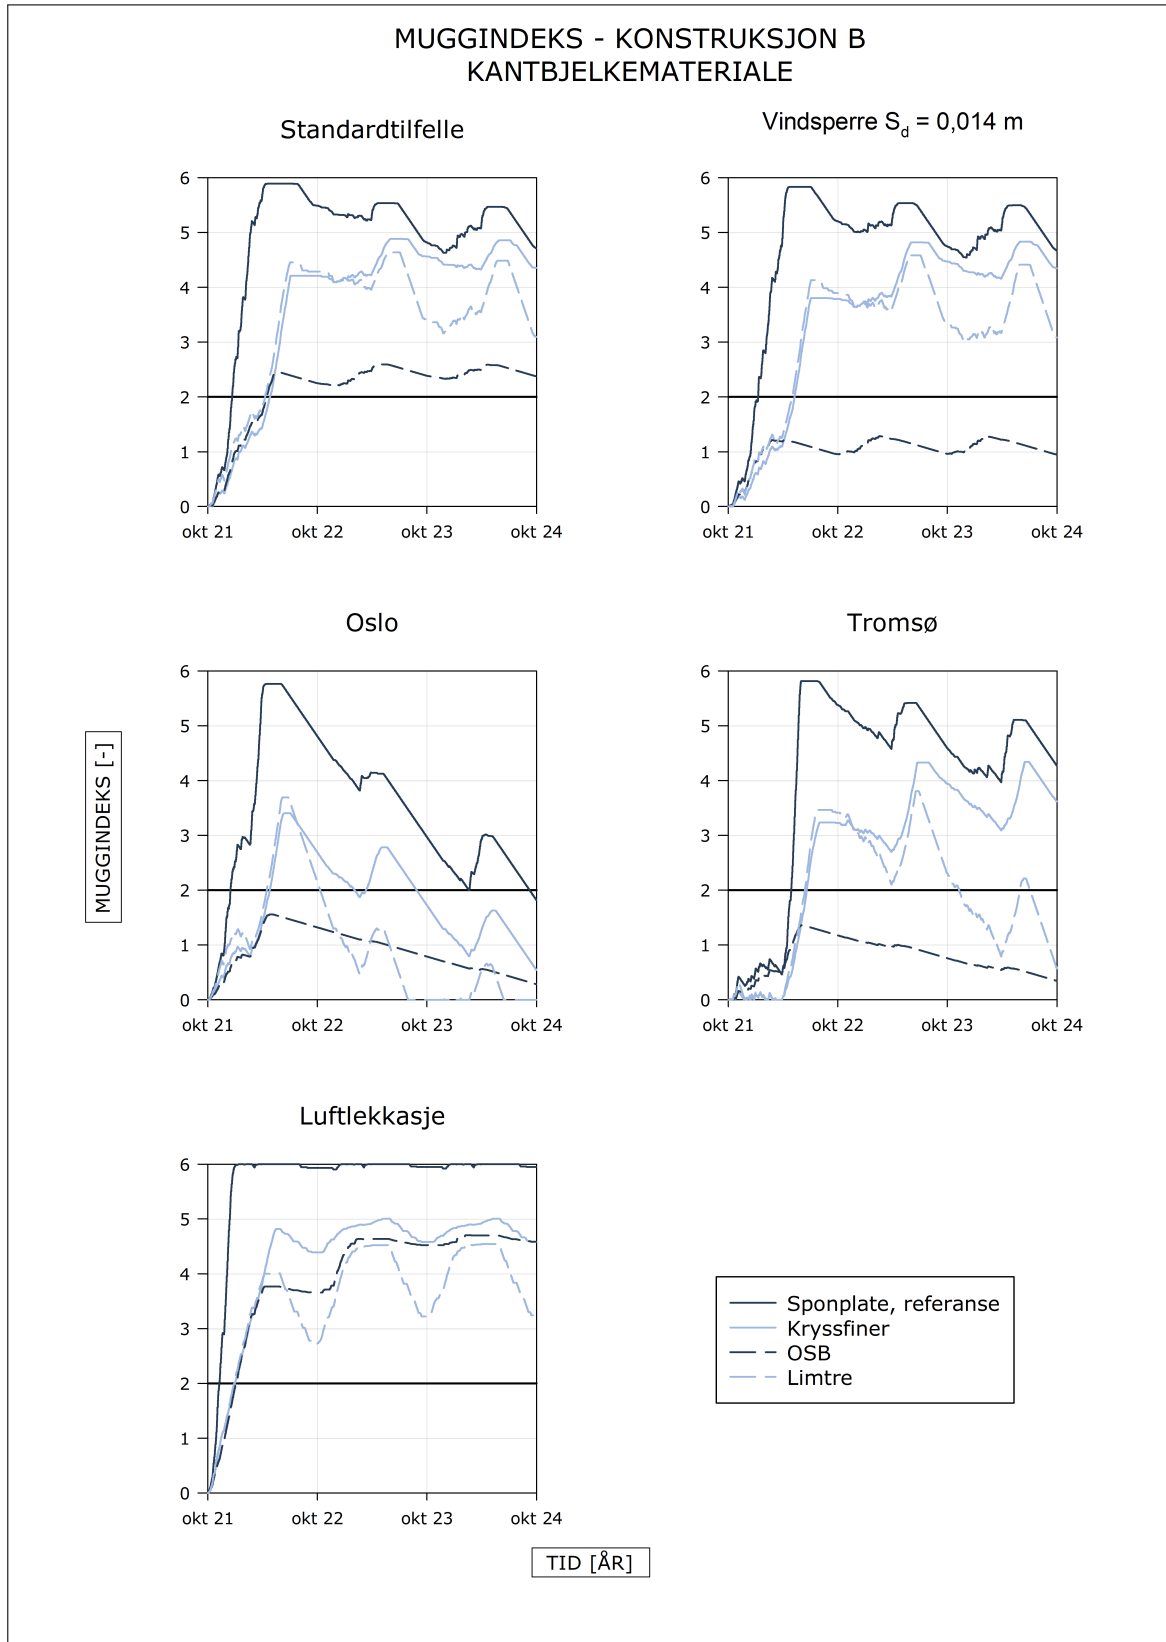 MUGGINDEKS - KONSTRUKSJON B
KANTBJELKEMATERIALE
Standardtilfelle
6
5
4
3
2
1
0
okt 21 okt 22 okt 23 okt 24
Vindsperre Sd = 0,014 m
6
5
4
3
2
1
0
okt 21 okt 22 okt 23 okt 24
MUGGINDEKS [-]
Oslo
6
5
4
3
2
1
0
okt 21 okt 22 okt 23 okt 24
Tromsø
6
5
4
3
2
1
0
okt 21 okt 22 okt 23 okt 24
Luftlekkasje
6
5
4
3
2
1
0
okt 21 okt 22 okt 23 okt 24
Sponplate, referanse
Kryssfiner
OSB
Limtre
TID [ÅR]